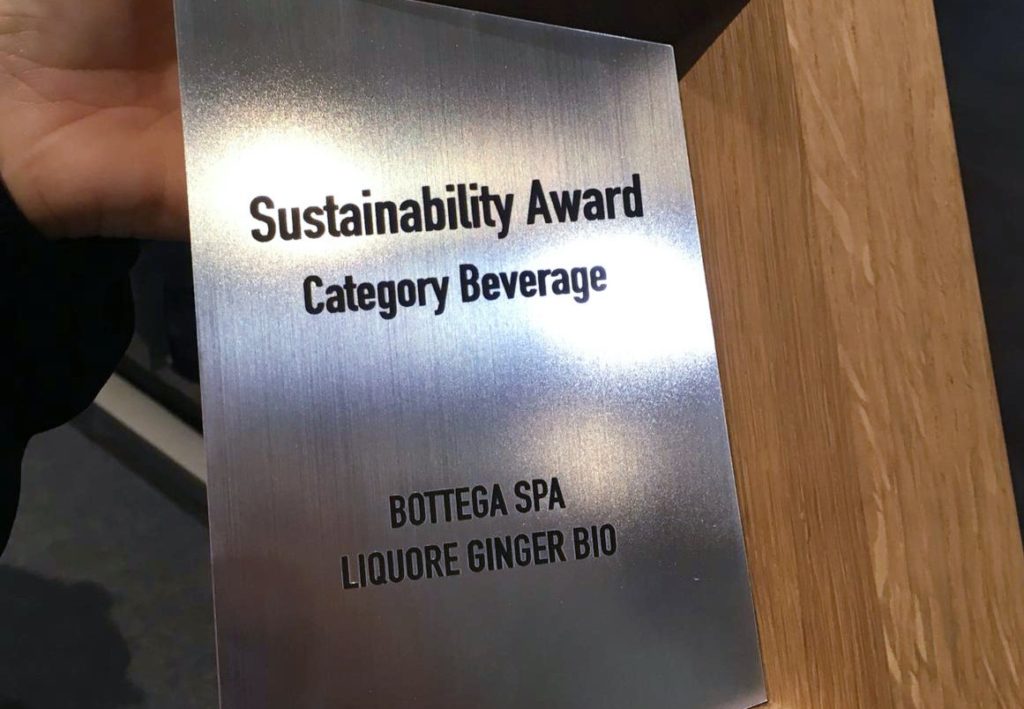 Sustainability Award
Category Beverage
BOTTEGA SPA
LIQUORE GINGER BIO